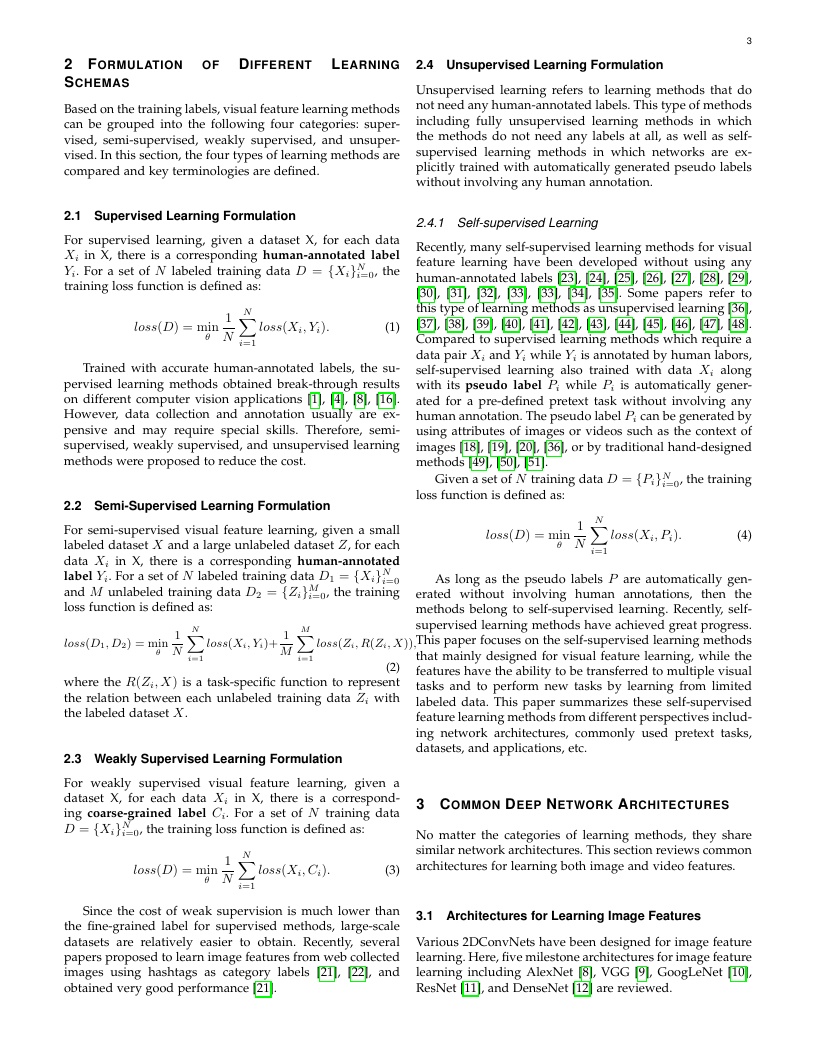 3
2 FORMULATION OF DIFFERENT LEARNING
SCHEMAS
Based on the training labels, visual feature learning methods
can be grouped into the following four categories: super-
vised, semi-supervised, weakly supervised, and unsuper-
vised. In this section, the four types of learning methods are
compared and key terminologies are defined.
2.1 Supervised Learning Formulation
For supervised learning, given a dataset X, for each data
X_i in X, there is a corresponding human-annotated label
Y_i. For a set of N labeled training data D = {X_i}_{i=0}^N, the
training loss function is defined as:
loss(D) = min_θ 1/N ∑_{i=1}^N loss(X_i, Y_i). (1)
Trained with accurate human-annotated labels, the su-
pervised learning methods obtained break-through results
on different computer vision applications [1], [4], [8], [16].
However, data collection and annotation usually are ex-
pensive and may require special skills. Therefore, semi-
supervised, weakly supervised, and unsupervised learning
methods were proposed to reduce the cost.
2.2 Semi-Supervised Learning Formulation
For semi-supervised visual feature learning, given a small
labeled dataset X and a large unlabeled dataset Z, for each
data X_i in X, there is a corresponding human-annotated
label Y_i. For a set of N labeled training data D_1 = {X_i}_{i=0}^N
and M unlabeled training data D_2 = {Z_i}_{i=0}^M, the training
loss function is defined as:
loss(D_1, D_2) = min_θ 1/N ∑_{i=1}^N loss(X_i, Y_i)+1/M ∑_{i=1}^M loss(Z_i, R(Z_i, X)),
(2)
where the R(Z_i, X) is a task-specific function to represent
the relation between each unlabeled training data Z_i with
the labeled dataset X.
2.3 Weakly Supervised Learning Formulation
For weakly supervised visual feature learning, given a
dataset X, for each data X_i in X, there is a correspond-
ing coarse-grained label C_i. For a set of N training data
D = {X_i}_{i=0}^N, the training loss function is defined as:
loss(D) = min_θ 1/N ∑_{i=1}^N loss(X_i, C_i). (3)
Since the cost of weak supervision is much lower than
the fine-grained label for supervised methods, large-scale
datasets are relatively easier to obtain. Recently, several
papers proposed to learn image features from web collected
images using hashtags as category labels [21], [22], and
obtained very good performance [21].
2.4 Unsupervised Learning Formulation
Unsupervised learning refers to learning methods that do
not need any human-annotated labels. This type of methods
including fully unsupervised learning methods in which
the methods do not need any labels at all, as well as self-
supervised learning methods in which networks are ex-
plicitly trained with automatically generated pseudo labels
without involving any human annotation.
2.4.1 Self-supervised Learning
Recently, many self-supervised learning methods for visual
feature learning have been developed without using any
human-annotated labels [23], [24], [25], [26], [27], [28], [29],
[30], [31], [32], [33], [33], [34], [35]. Some papers refer to
this type of learning methods as unsupervised learning [36],
[37], [38], [39], [40], [41], [42], [43], [44], [45], [46], [47], [48].
Compared to supervised learning methods which require a
data pair X_i and Y_i while Y_i is annotated by human labors,
self-supervised learning also trained with data X_i along
with its pseudo label P_i while P_i is automatically gener-
ated for a pre-defined pretext task without involving any
human annotation. The pseudo label P_i can be generated by
using attributes of images or videos such as the context of
images [18], [19], [20], [36], or by traditional hand-designed
methods [49], [50], [51].
Given a set of N training data D = {P_i}_{i=0}^N, the training
loss function is defined as:
loss(D) = min_θ 1/N ∑_{i=1}^N loss(X_i, P_i). (4)
As long as the pseudo labels P are automatically gen-
erated without involving human annotations, then the
methods belong to self-supervised learning. Recently, self-
supervised learning methods have achieved great progress.
This paper focuses on the self-supervised learning methods
that mainly designed for visual feature learning, while the
features have the ability to be transferred to multiple visual
tasks and to perform new tasks by learning from limited
labeled data. This paper summarizes these self-supervised
feature learning methods from different perspectives includ-
ing network architectures, commonly used pretext tasks,
datasets, and applications, etc.
3 COMMON DEEP NETWORK ARCHITECTURES
No matter the categories of learning methods, they share
similar network architectures. This section reviews common
architectures for learning both image and video features.
3.1 Architectures for Learning Image Features
Various 2DConvNets have been designed for image feature
learning. Here, five milestone architectures for image feature
learning including AlexNet [8], VGG [9], GoogLeNet [10],
ResNet [11], and DenseNet [12] are reviewed.